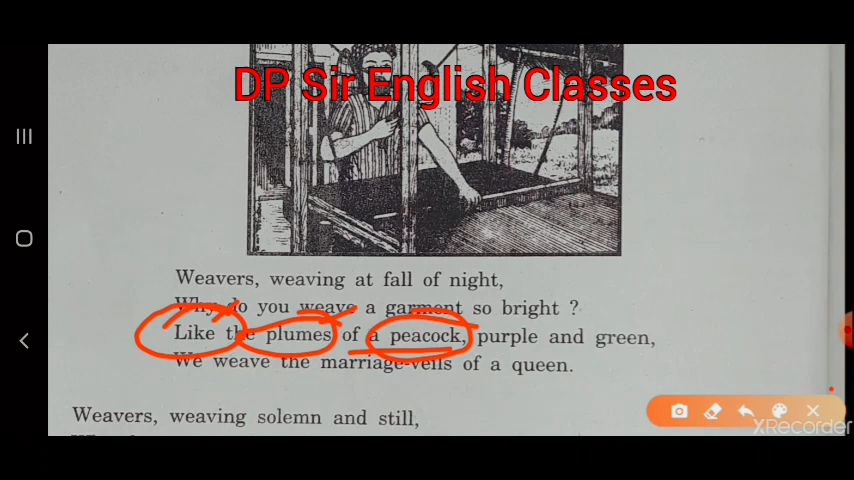 DP Sir English Classes
Weavers, weaving at fall of night,
Why do you weave a garment so bright ?
Like the plumes of a peacock, purple and green,
We weave the marriage-veils of a queen.
Weavers, weaving solemn and still,
XRecorder